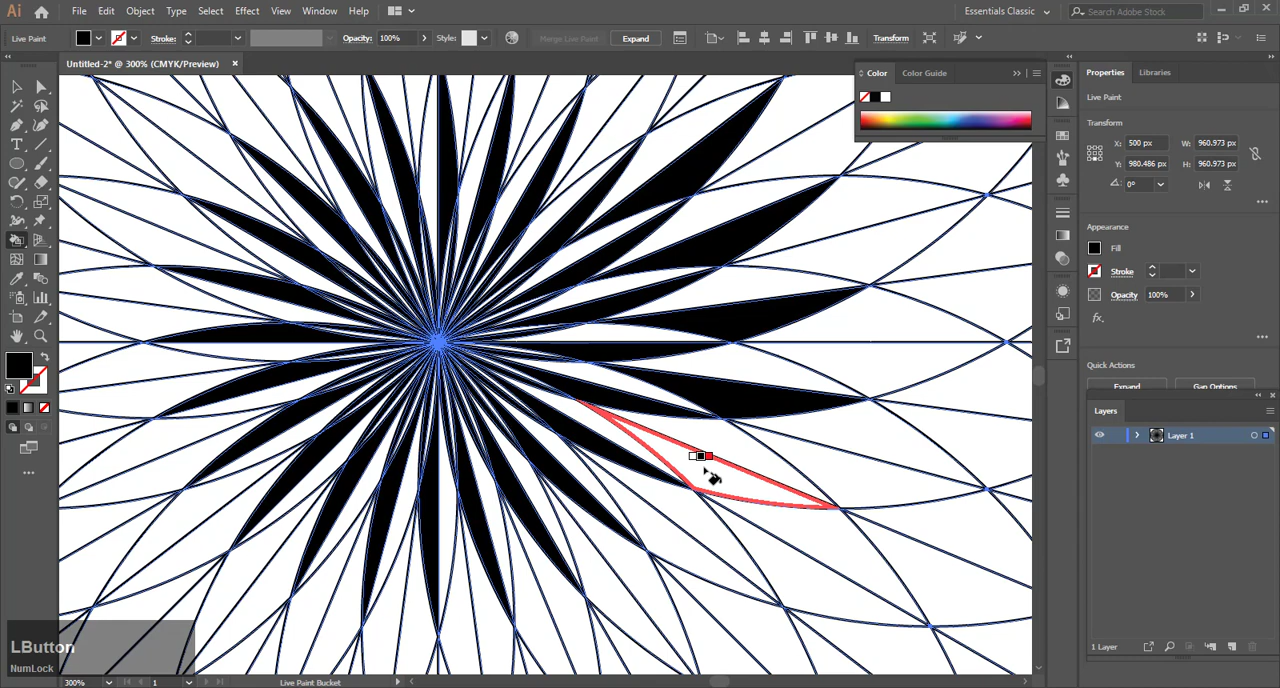 Ai File Edit Object Type Select Effect View Window Help Essentials Classic Search Adobe Stock
Live Paint Stroke: Opacity: 100% Style: Merge Live Paint Expand Transform
Untitled-2* @ 300% (CMYK/Preview)
Color Color Guide
Properties Libraries
Live Paint
Transform
X: 500 px W: 960.973 px
Y: 980.486 px H: 960.973 px
0°
Appearance
Fill
Stroke
Opacity 100%
fx.
Quick Actions
Expand Gap Options
Layers
Layer 1
1 Layer
LButton
NumLock
300% 1 Live Paint Bucket